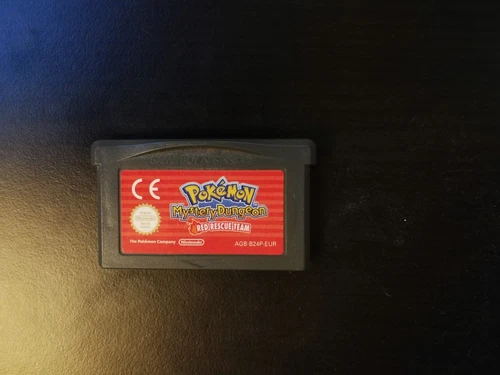 CE
POKéMON
Mystery Dungeon
RED RESCUE TEAM
The Pokémon Company
Nintendo
AGB-B24P-EUR